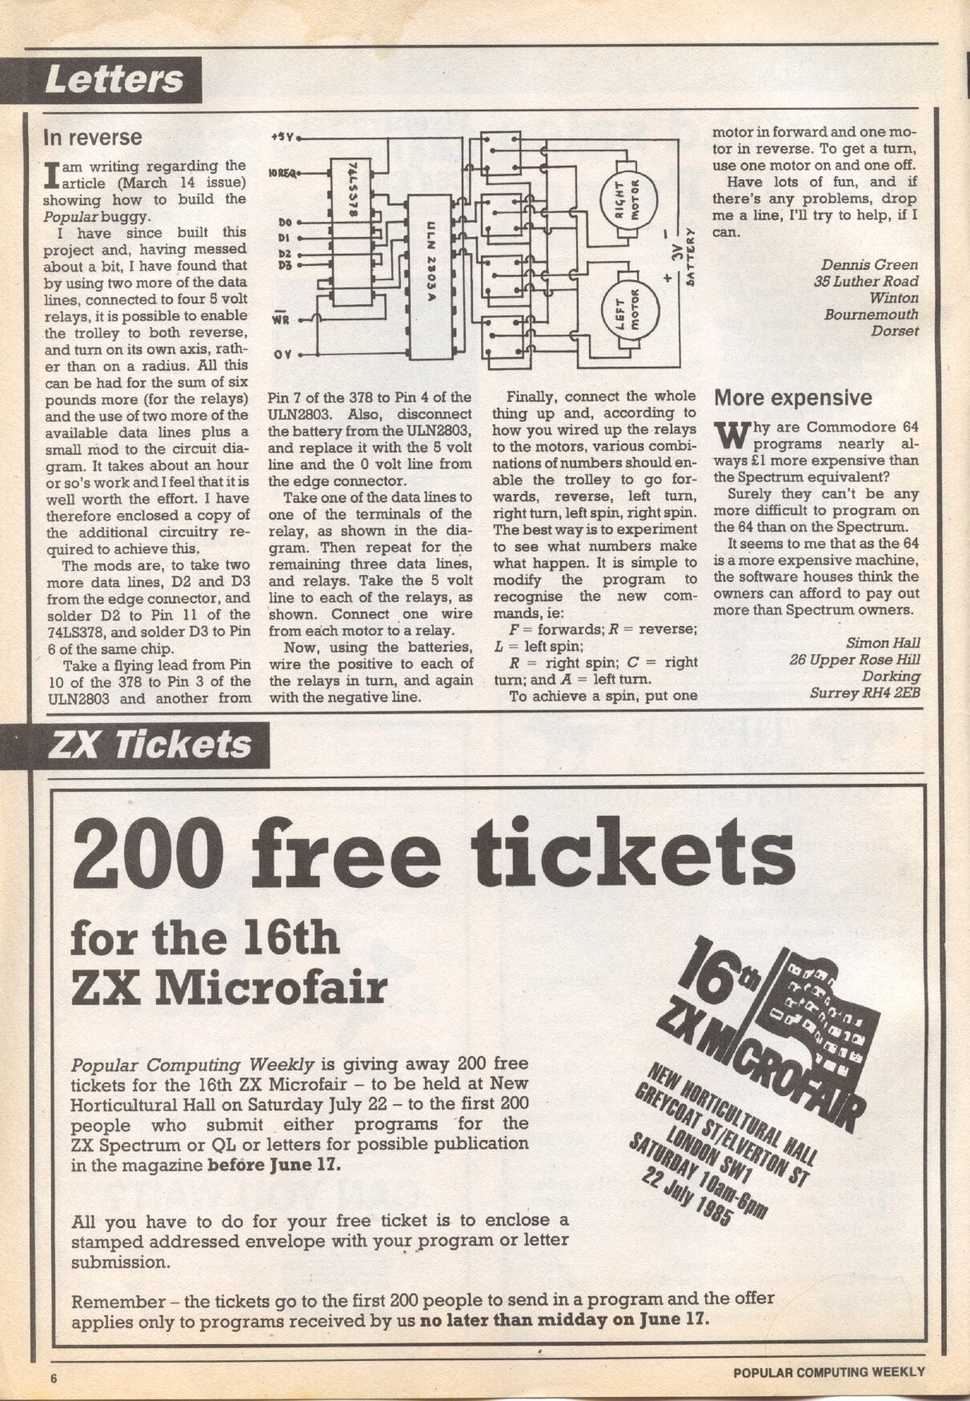 Letters
In reverse
I am writing regarding the
article (March 14 issue)
showing how to build the
Popular buggy.
I have since built this
project and, having messed
about a bit, I have found that
by using two more of the data
lines, connected to four 5 volt
relays, it is possible to enable
the trolley to both reverse,
and turn on its own axis, rath-
er than on a radius. All this
can be had for the sum of six
pounds more (for the relays)
and the use of two more of the
available data lines plus a
small mod to the circuit dia-
gram. It takes about an hour
or so's work and I feel that it is
well worth the effort. I have
therefore enclosed a copy of
the additional circuitry re-
quired to achieve this.
The mods are, to take two
more data lines, D2 and D3
from the edge connector, and
solder D2 to Pin 11 of the
74LS378, and solder D3 to Pin
6 of the same chip.
Take a flying lead from Pin
10 of the 378 to Pin 3 of the
ULN2803 and another from
+5V
IOREQ
D0
D1
D2
D3
WR
0V
74LS378
ULN 2803A
RIGHT
MOTOR
LEFT
MOTOR
+ 3V −
BATTERY
Pin 7 of the 378 to Pin 4 of the
ULN2803. Also, disconnect
the battery from the ULN2803,
and replace it with the 5 volt
line and the 0 volt line from
the edge connector.
Take one of the data lines to
one of the terminals of the
relay, as shown in the dia-
gram. Then repeat for the
remaining three data lines,
and relays. Take the 5 volt
line to each of the relays, as
shown. Connect one wire
from each motor to a relay.
Now, using the batteries,
wire the positive to each of
the relays in turn, and again
with the negative line.
Finally, connect the whole
thing up and, according to
how you wired up the relays
to the motors, various combi-
nations of numbers should en-
able the trolley to go for-
wards, reverse, left turn,
right turn, left spin, right spin.
The best way is to experiment
to see what numbers make
what happen. It is simple to
modify the program to
recognise the new com-
mands, ie:
F = forwards; R = reverse;
L = left spin;
R = right spin; C = right
turn; and A = left turn.
To achieve a spin, put one
motor in forward and one mo-
tor in reverse. To get a turn,
use one motor on and one off.
Have lots of fun, and if
there's any problems, drop
me a line, I'll try to help, if I
can.
Dennis Green
35 Luther Road
Winton
Bournemouth
Dorset
More expensive
Why are Commodore 64
programs nearly al-
ways £1 more expensive than
the Spectrum equivalent?
Surely they can't be any
more difficult to program on
the 64 than on the Spectrum.
It seems to me that as the 64
is a more expensive machine,
the software houses think the
owners can afford to pay out
more than Spectrum owners.
Simon Hall
26 Upper Rose Hill
Dorking
Surrey RH4 2EB
ZX Tickets
200 free tickets
for the 16th
ZX Microfair
Popular Computing Weekly is giving away 200 free
tickets for the 16th ZX Microfair – to be held at New
Horticultural Hall on Saturday July 22 – to the first 200
people who submit either programs for the
ZX Spectrum or QL or letters for possible publication
in the magazine before June 17.
All you have to do for your free ticket is to enclose a
stamped addressed envelope with your program or letter
submission.
Remember – the tickets go to the first 200 people to send in a program and the offer
applies only to programs received by us no later than midday on June 17.
16th
ZX MICROFAIR
NEW HORTICULTURAL HALL
GREYCOAT ST/ELVERTON ST
LONDON SW1
SATURDAY 10am-6pm
22 July 1985
6
POPULAR COMPUTING WEEKLY